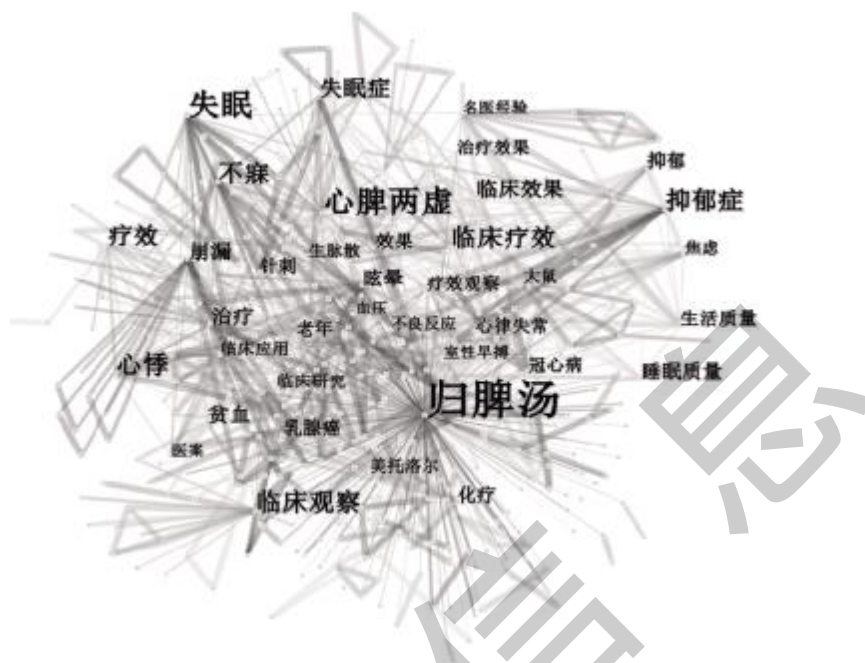 失眠症
失眠
名医经验
治疗效果
抑郁
不寐
临床效果
心脾两虚
抑郁症
疗效
临床疗效
效果
崩漏
生脉散
焦虑
针刺
眩晕
疗效观察
大鼠
血压
治疗
生活质量
老年
不良反应
心律失常
临床应用
室性早搏
心悸
冠心病
睡眠质量
临床研究
归脾汤
贫血
乳腺癌
医案
美托洛尔
化疗
临床观察
息
信